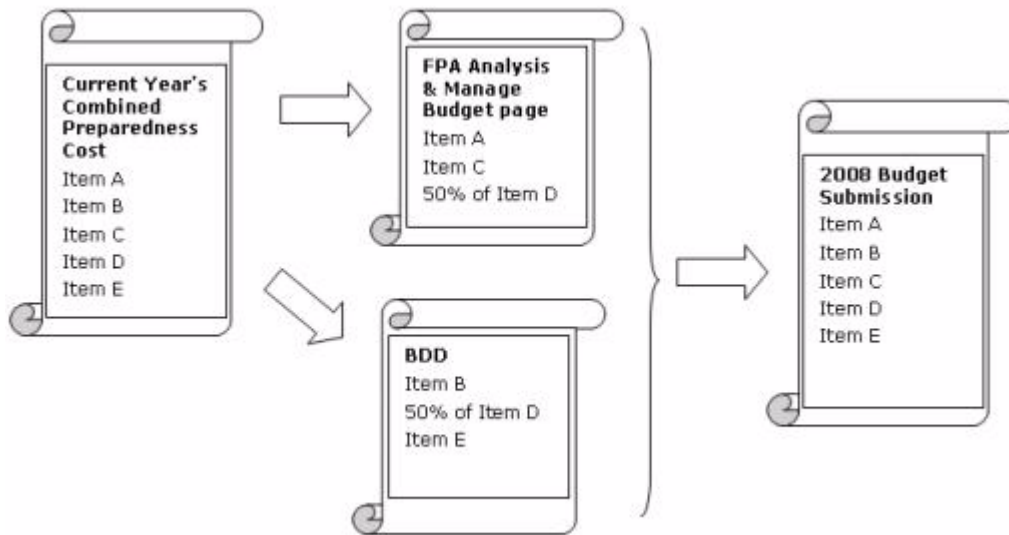 Current Year's
Combined
Preparedness
Cost
Item A
Item B
Item C
Item D
Item E
FPA Analysis
& Manage
Budget page
Item A
Item C
50% of Item D
BDD
Item B
50% of Item D
Item E
2008 Budget
Submission
Item A
Item B
Item C
Item D
Item E